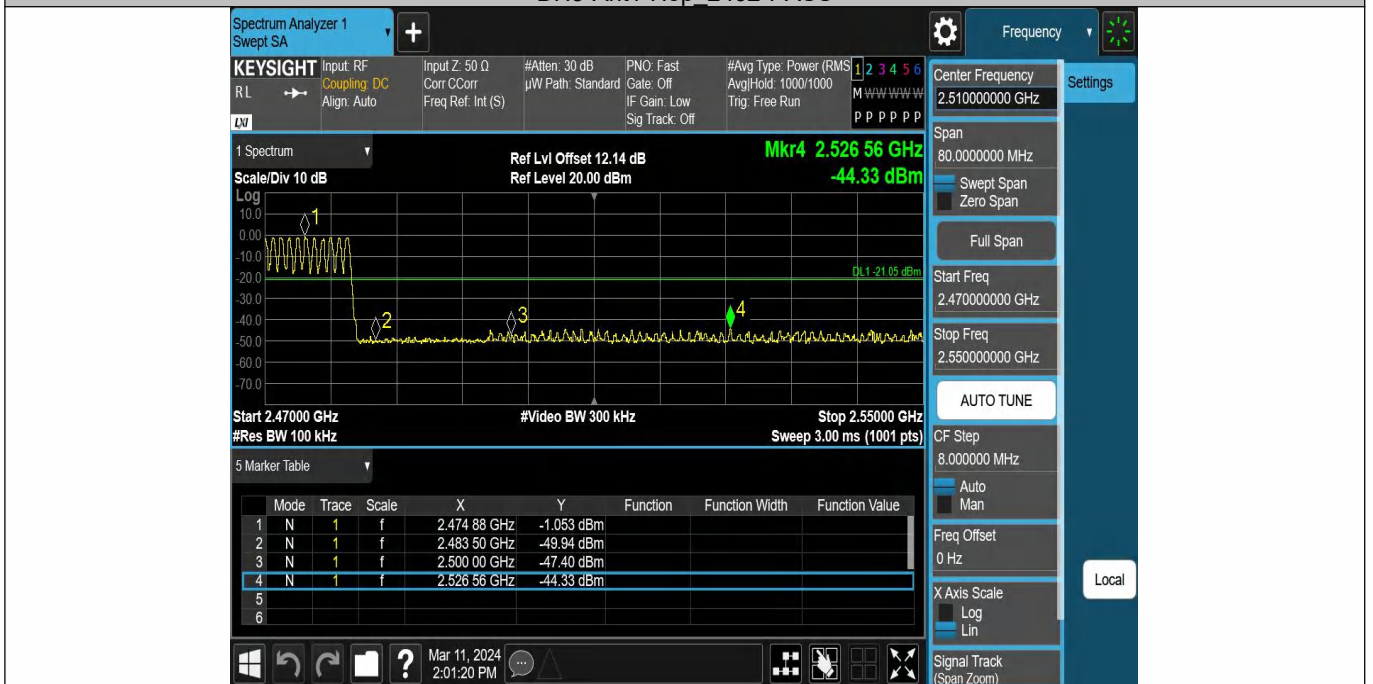 Spectrum Analyzer 1
Swept SA
Frequency
KEYSIGHT
RL
LXI
Input: RF
Coupling: DC
Align: Auto
Input Z: 50 Ω
Corr CCorr
Freq Ref: Int (S)
#Atten: 30 dB
µW Path: Standard
PNO: Fast
Gate: Off
IF Gain: Low
Sig Track: Off
#Avg Type: Power (RMS
Avg|Hold: 1000/1000
Trig: Free Run
1 2 3 4 5 6
M W W W W W
P P P P P P
1 Spectrum
Scale/Div 10 dB
Ref Lvl Offset 12.14 dB
Ref Level 20.00 dBm
Mkr4 2.526 56 GHz
-44.33 dBm
Log
10.0
0.00
-10.0
-20.0
-30.0
-40.0
-50.0
-60.0
-70.0
1
2
3
4
DL1 -21.05 dBm
Start 2.47000 GHz
#Video BW 300 kHz
Stop 2.55000 GHz
#Res BW 100 kHz
Sweep 3.00 ms (1001 pts)
5 Marker Table
Mode Trace Scale X Y Function Function Width Function Value
1 N 1 f 2.474 88 GHz -1.053 dBm
2 N 1 f 2.483 50 GHz -49.94 dBm
3 N 1 f 2.500 00 GHz -47.40 dBm
4 N 1 f 2.526 56 GHz -44.33 dBm
5
6
Mar 11, 2024
2:01:20 PM
Center Frequency
2.510000000 GHz
Settings
Span
80.0000000 MHz
Swept Span
Zero Span
Full Span
Start Freq
2.470000000 GHz
Stop Freq
2.550000000 GHz
AUTO TUNE
CF Step
8.000000 MHz
Auto
Man
Freq Offset
0 Hz
X Axis Scale
Log
Lin
Local
Signal Track
(Span Zoom)